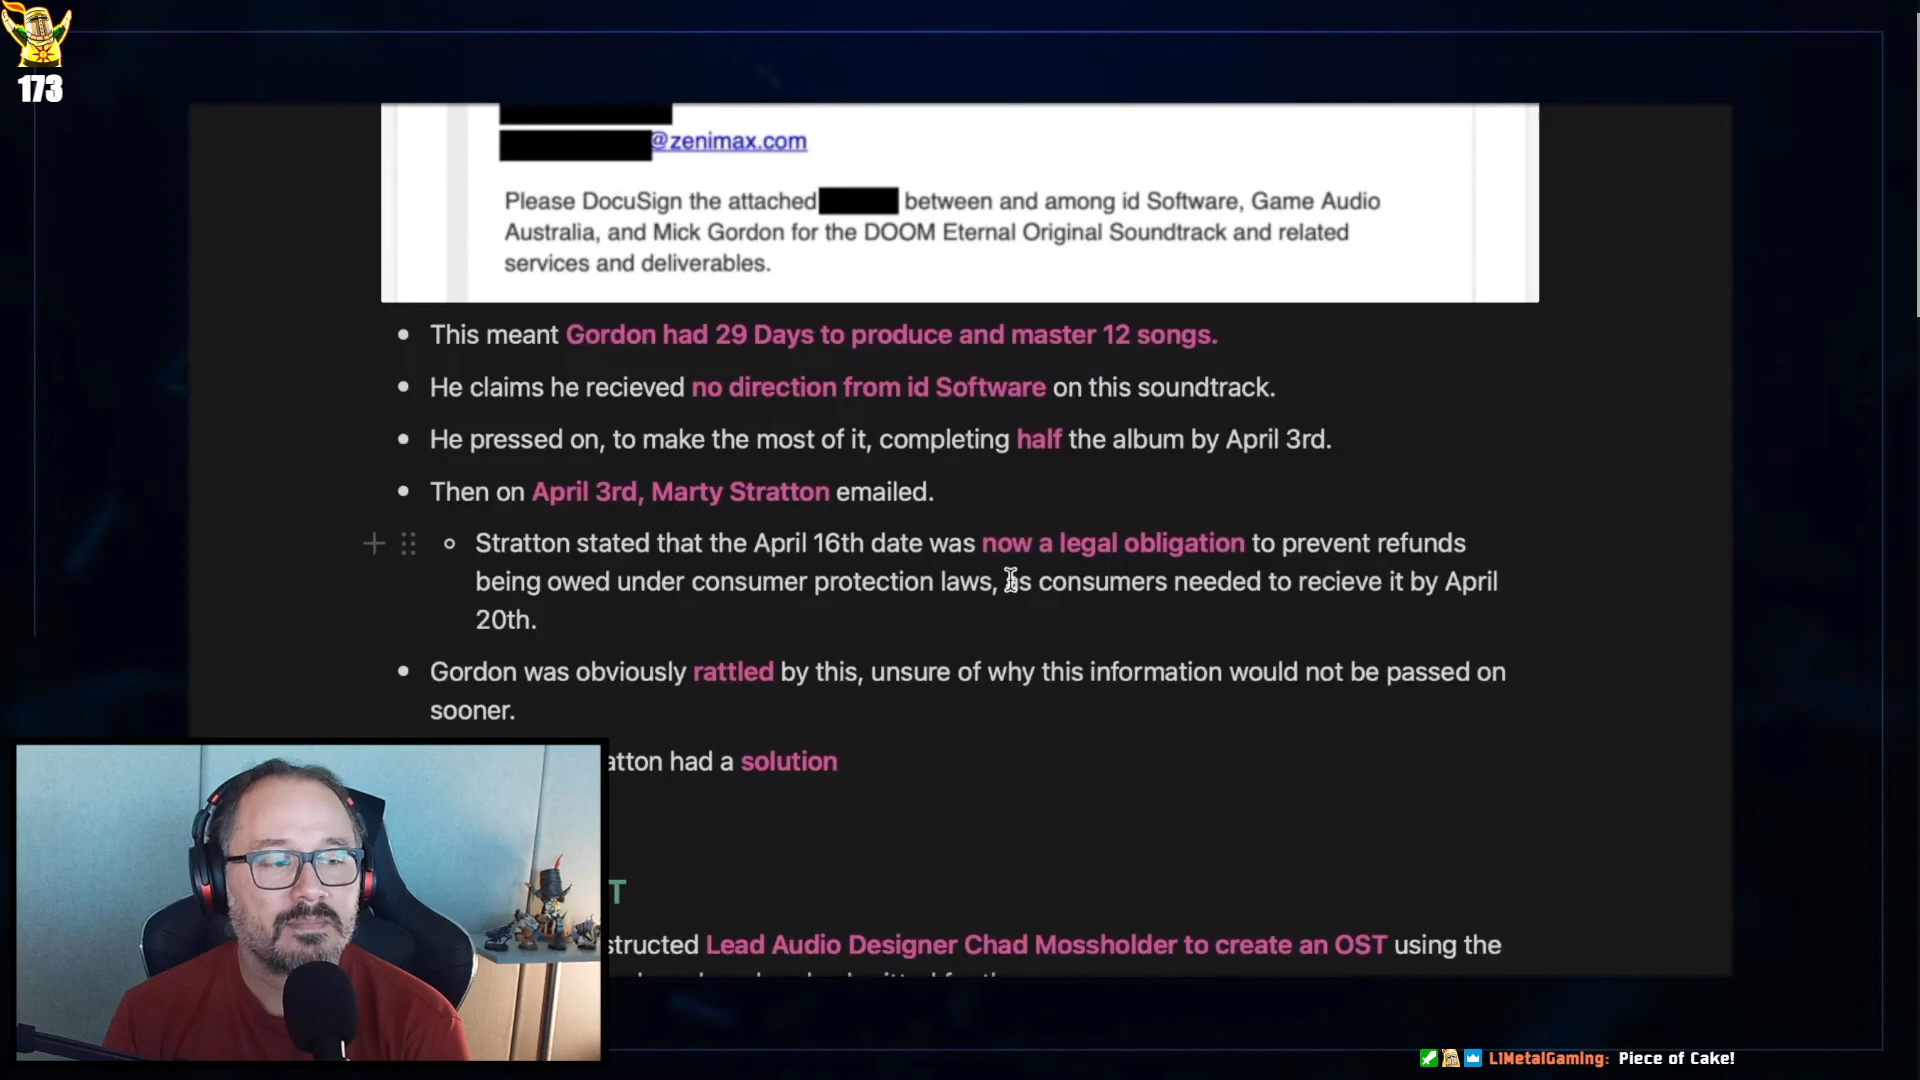 173
@zenimax.com
Please DocuSign the attached between and among id Software, Game Audio
Australia, and Mick Gordon for the DOOM Eternal Original Soundtrack and related
services and deliverables.
• This meant Gordon had 29 Days to produce and master 12 songs.
• He claims he recieved no direction from id Software on this soundtrack.
• He pressed on, to make the most of it, completing half the album by April 3rd.
• Then on April 3rd, Marty Stratton emailed.
Stratton stated that the April 16th date was now a legal obligation to prevent refunds
being owed under consumer protection laws, as consumers needed to recieve it by April
20th.
• Gordon was obviously rattled by this, unsure of why this information would not be passed on
sooner.
atton had a solution
T
structed Lead Audio Designer Chad Mossholder to create an OST using the
L1MetalGaming: Piece of Cake!